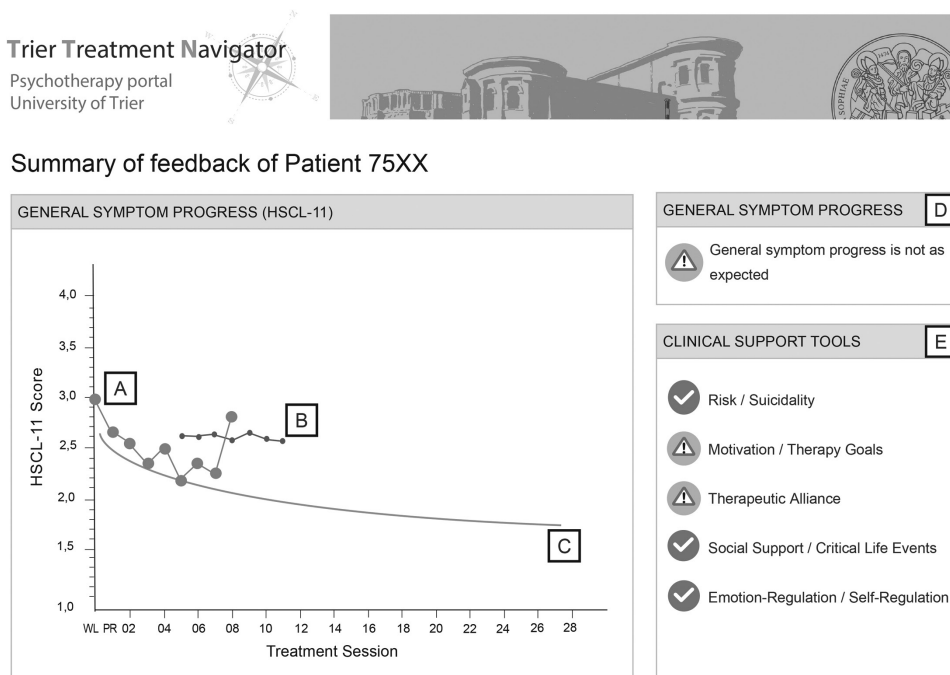 Trier Treatment Navigator
Psychotherapy portal
University of Trier
SOPHIAE
Summary of feedback of Patient 75XX
GENERAL SYMPTOM PROGRESS (HSCL-11)
HSCL-11 Score
4,0
3,5
3,0
2,5
2,0
1,5
1,0
A
B
C
WL PR 02 04 06 08 10 12 14 16 18 20 22 24 26 28
Treatment Session
GENERAL SYMPTOM PROGRESS D
General symptom progress is not as
expected
CLINICAL SUPPORT TOOLS E
Risk / Suicidality
Motivation / Therapy Goals
Therapeutic Alliance
Social Support / Critical Life Events
Emotion-Regulation / Self-Regulation